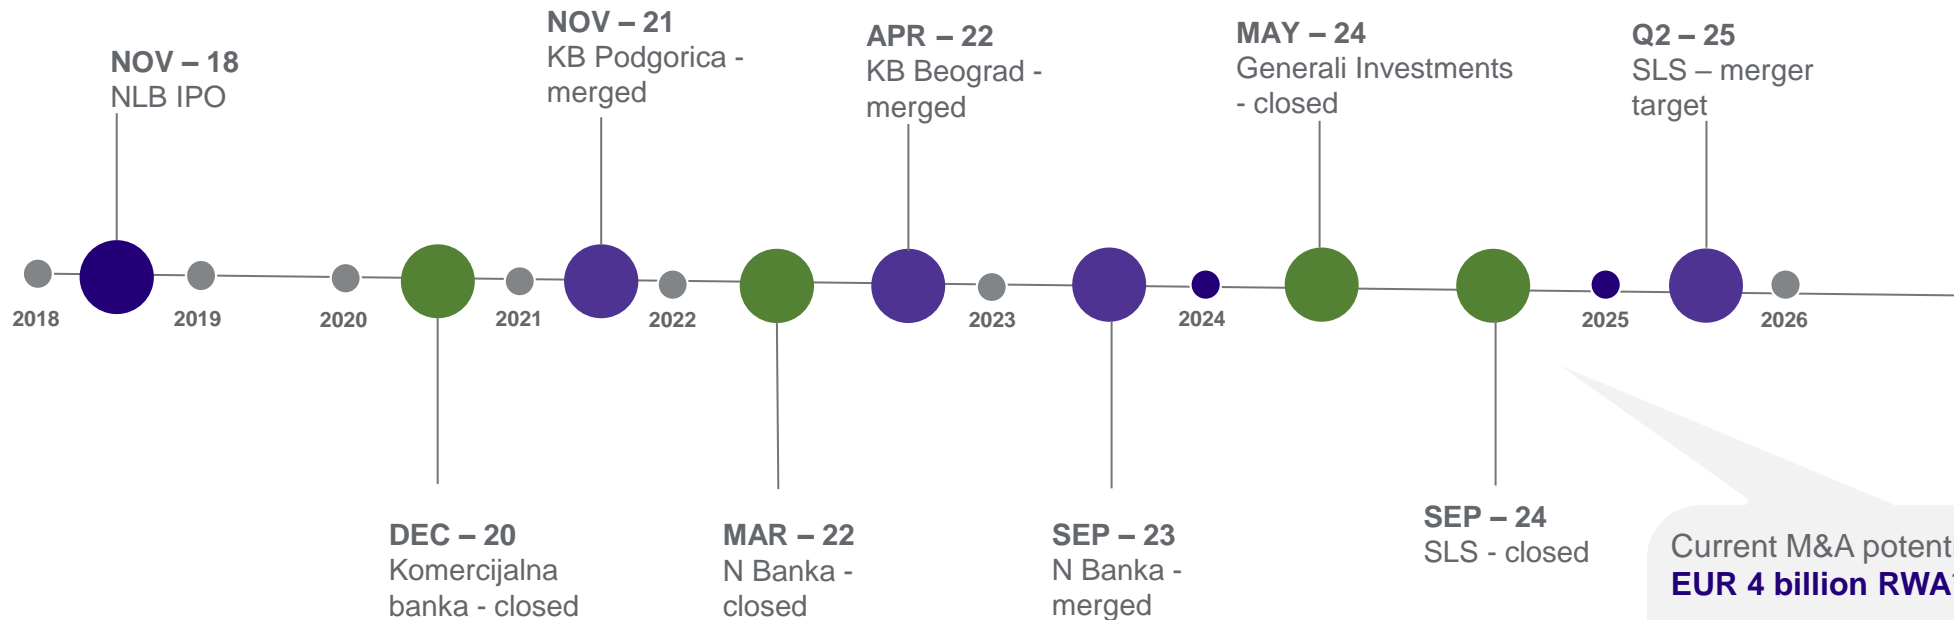 NOV – 18
NLB IPO
NOV – 21
KB Podgorica -
merged
APR – 22
KB Beograd -
merged
MAY – 24
Generali Investments
- closed
Q2 – 25
SLS – merger
target
2018
2019
2020
2021
2022
2023
2024
2025
2026
DEC – 20
Komercijalna
banka - closed
MAR – 22
N Banka -
closed
SEP – 23
N Banka -
merged
SEP – 24
SLS - closed
Current M&A
EUR 4 billion RWA